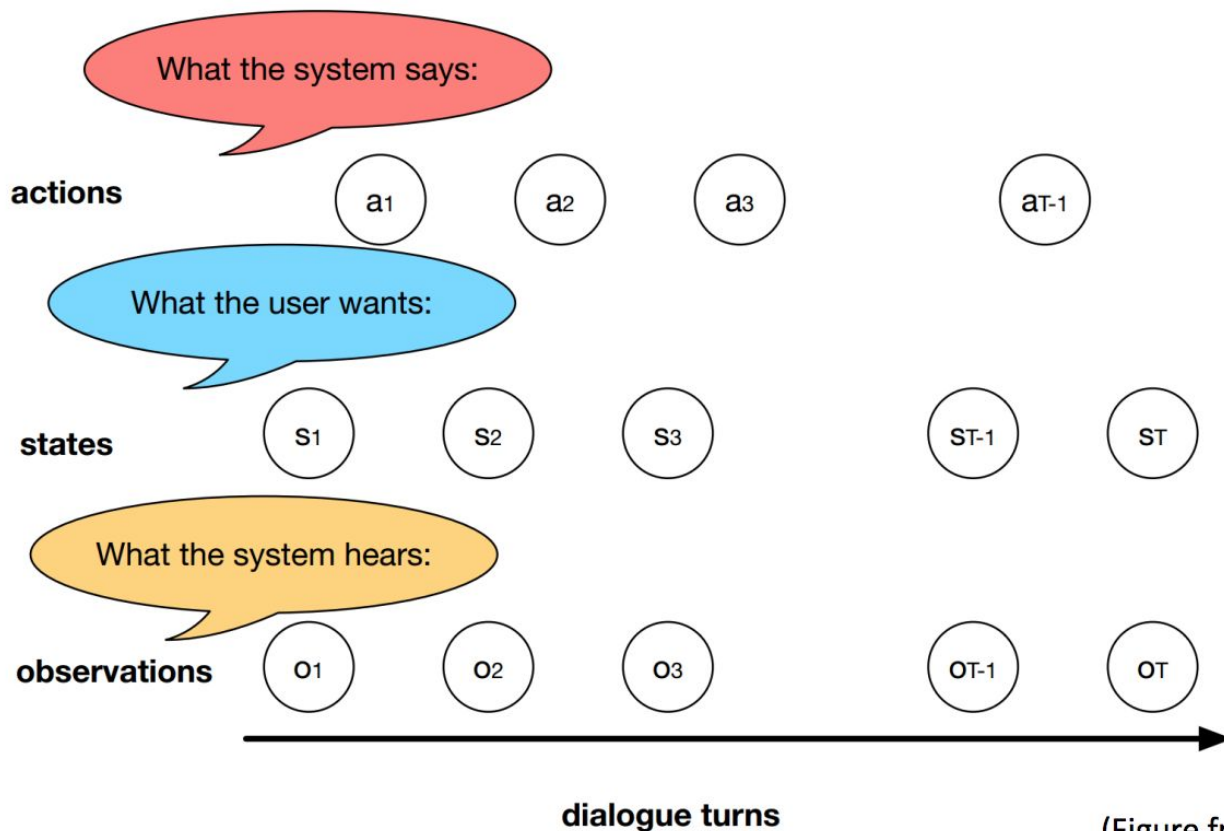 What the system says:
actions
a1 a2 a3 aT-1
What the user wants:
states
s1 s2 s3 sT-1 sT
What the system hears:
observations
o1 o2 o3 oT-1 oT
dialogue turns
(Figure